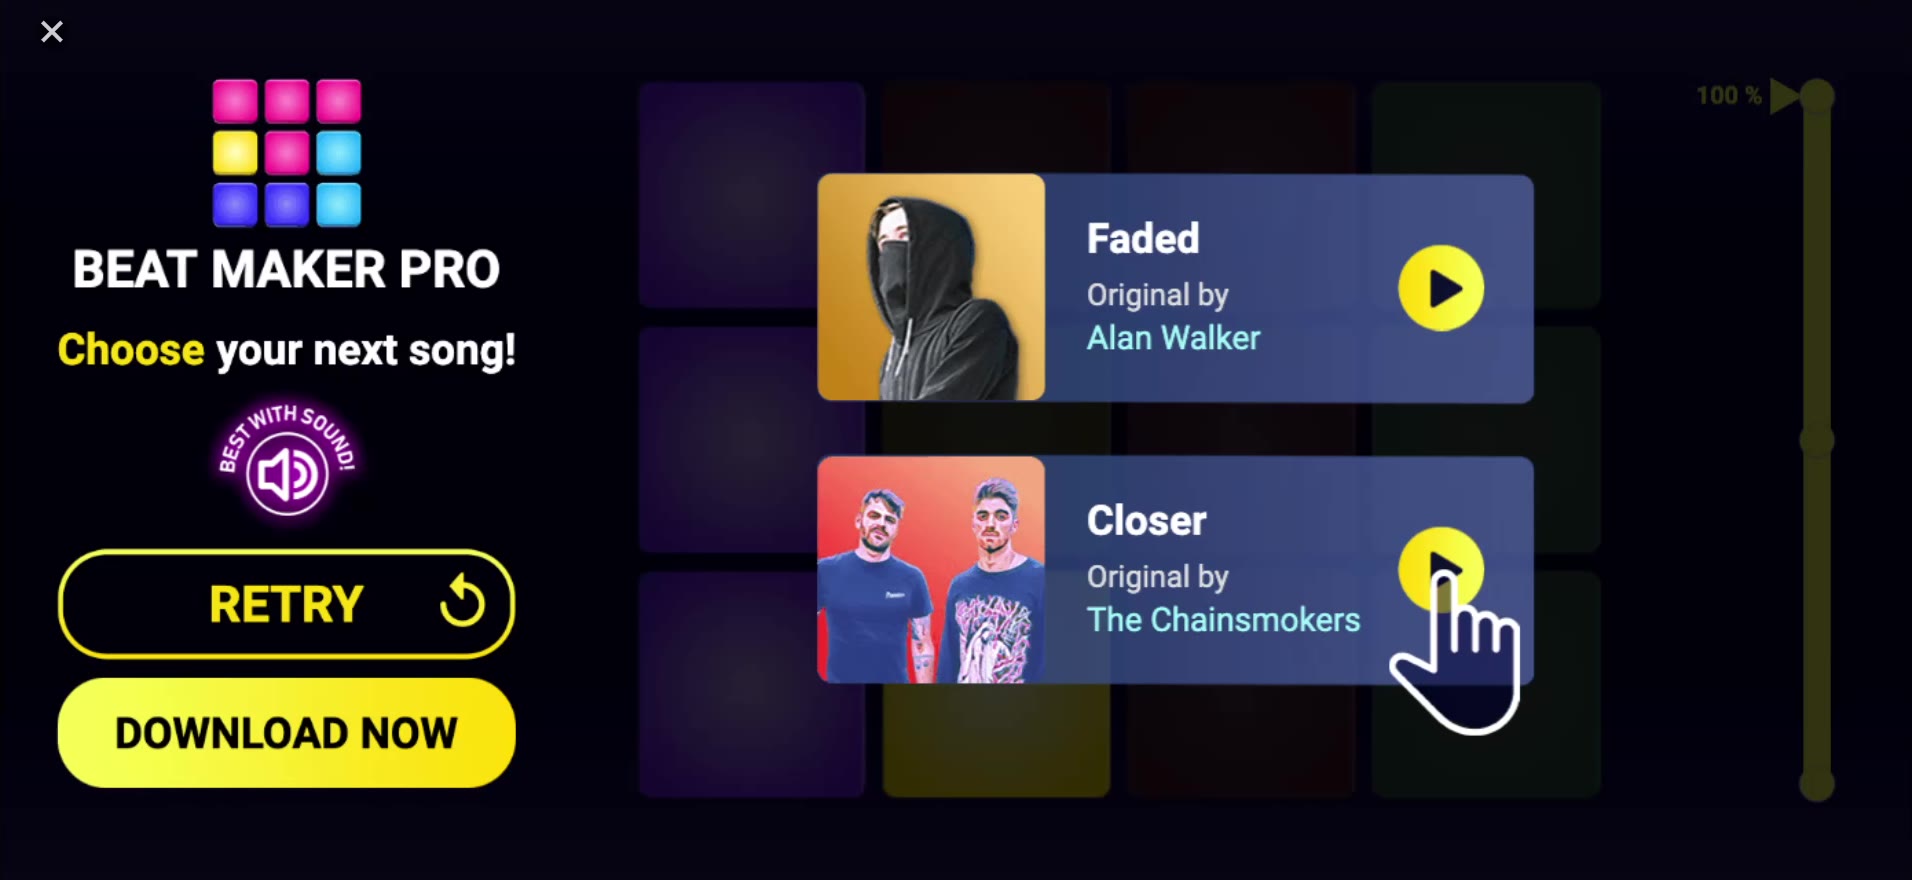 BEAT MAKER PRO
Choose your next song!
BEST WITH SOUND!
RETRY
DOWNLOAD NOW
Faded
Original by
Alan Walker
Closer
Original by
The Chainsmokers
100 %